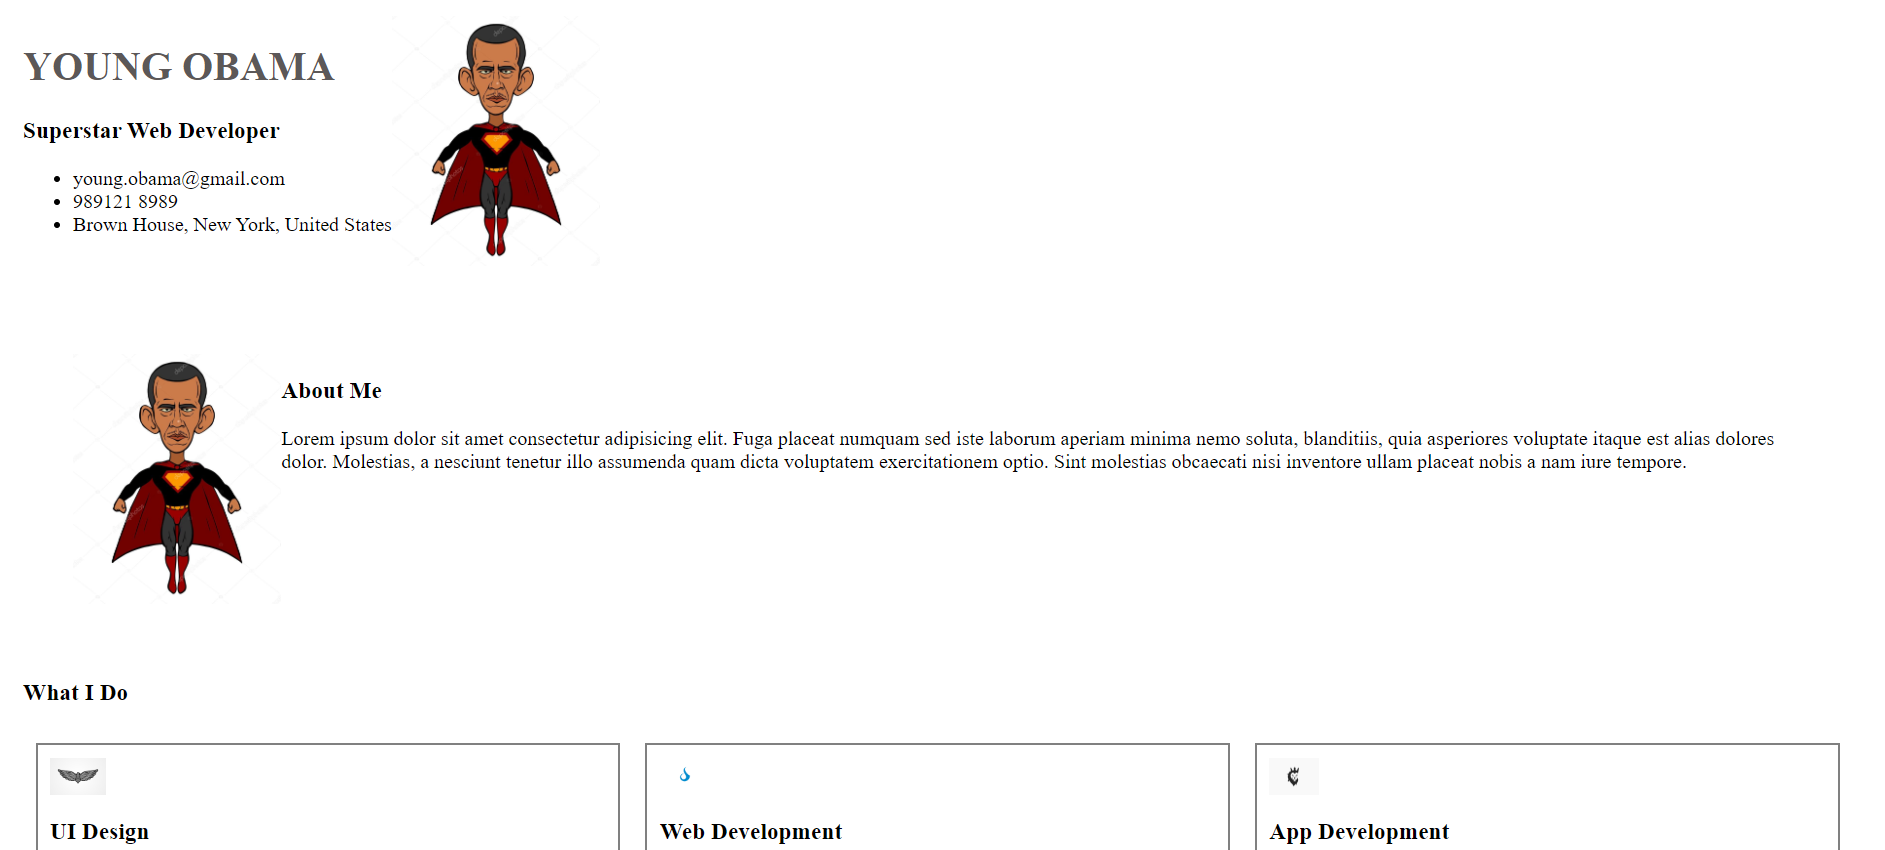 YOUNG OBAMA
Superstar Web Developer
young.obama@gmail.com
989121 8989
Brown House, New York, United States
About Me
Lorem ipsum dolor sit amet consectetur adipisicing elit. Fuga placeat numquam sed iste laborum aperiam minima nemo soluta, blanditiis, quia asperiores voluptate itaque est alias dolores
dolor. Molestias, a nesciunt tenetur illo assumenda quam dicta voluptatem exercitationem optio. Sint molestias obcaecati nisi inventore ullam placeat nobis a nam iure tempore.
What I Do
UI Design
Web Development
App Development